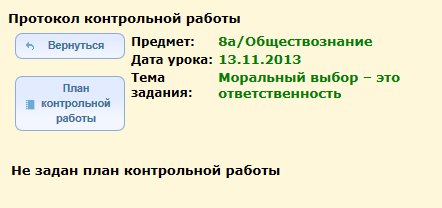 Протокол контрольной работы
Вернуться
Предмет: 8а/Обществознание
Дата урока: 13.11.2013
Тема задания: Моральный выбор – это ответственность
План контрольной работы
Не задан план контрольной работы